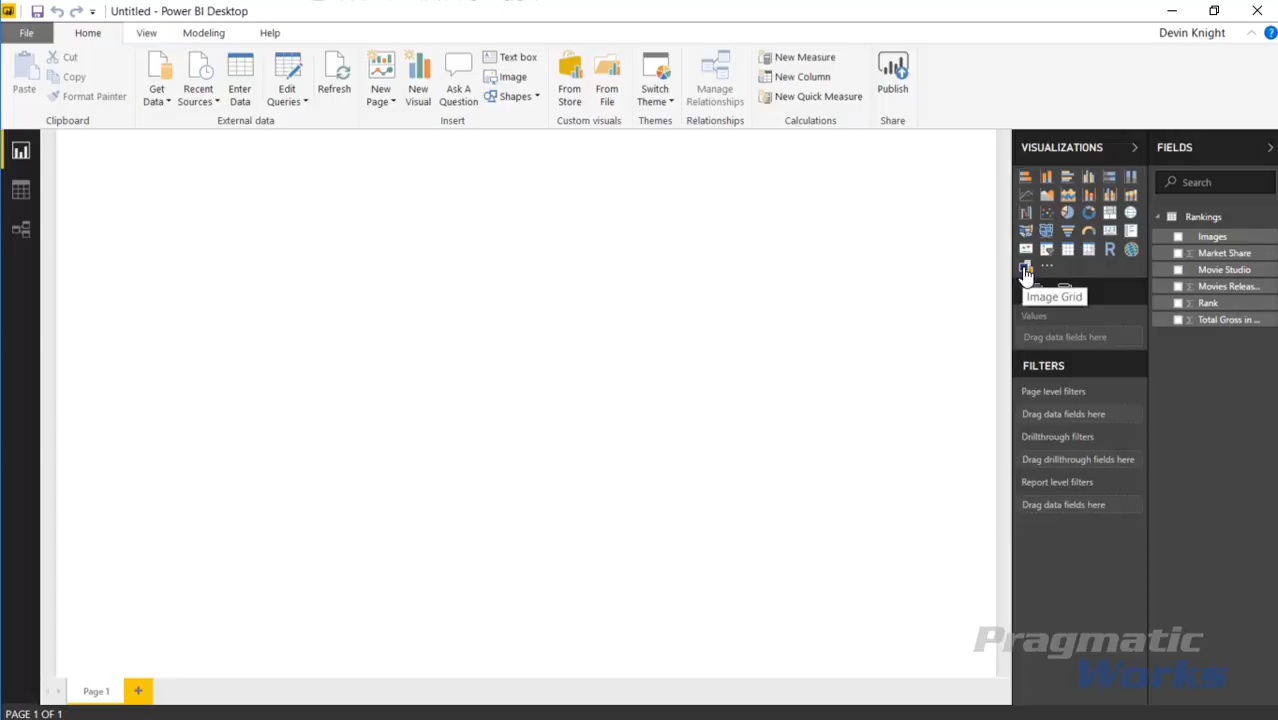 Untitled - Power BI Desktop
File
Home
View
Modeling
Help
Devin Knight
Paste
Cut
Copy
Format Painter
Clipboard
Get Data
Recent Sources
Enter Data
Edit Queries
Refresh
External data
New Page
New Visual
Ask A Question
Text box
Image
Shapes
Insert
From Store
From File
Custom visuals
Switch Theme
Themes
Manage Relationships
Relationships
New Measure
New Column
New Quick Measure
Calculations
Publish
Share
VISUALIZATIONS
R
Image Grid
Values
Drag data fields here
FILTERS
Page level filters
Drag data fields here
Drillthrough filters
Drag drillthrough fields here
Report level filters
Drag data fields here
FIELDS
Search
Rankings
Images
Σ Market Share
Movie Studio
Σ Movies Releas...
Σ Rank
Σ Total Gross in ...
Pragmatic
Works
Page 1
+
PAGE 1 OF 1